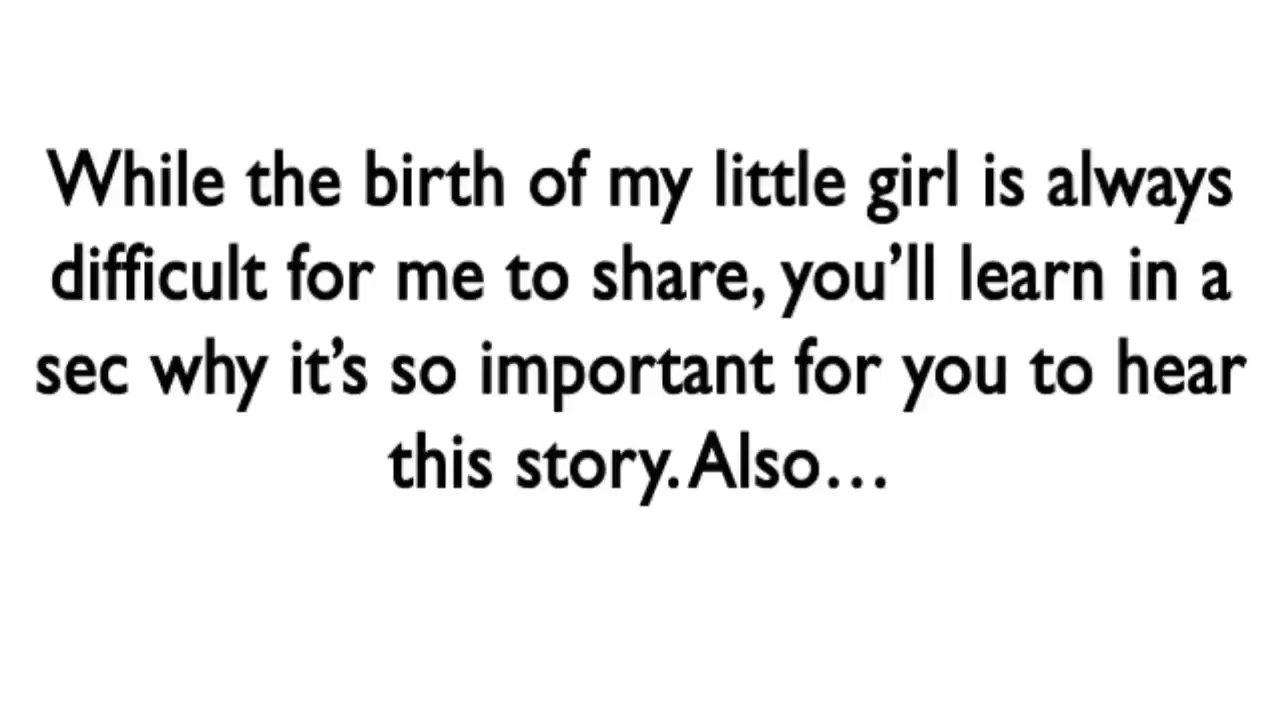 While the birth of my little girl is always
difficult for me to share, you’ll learn in a
sec why it’s so important for you to hear
this story. Also…